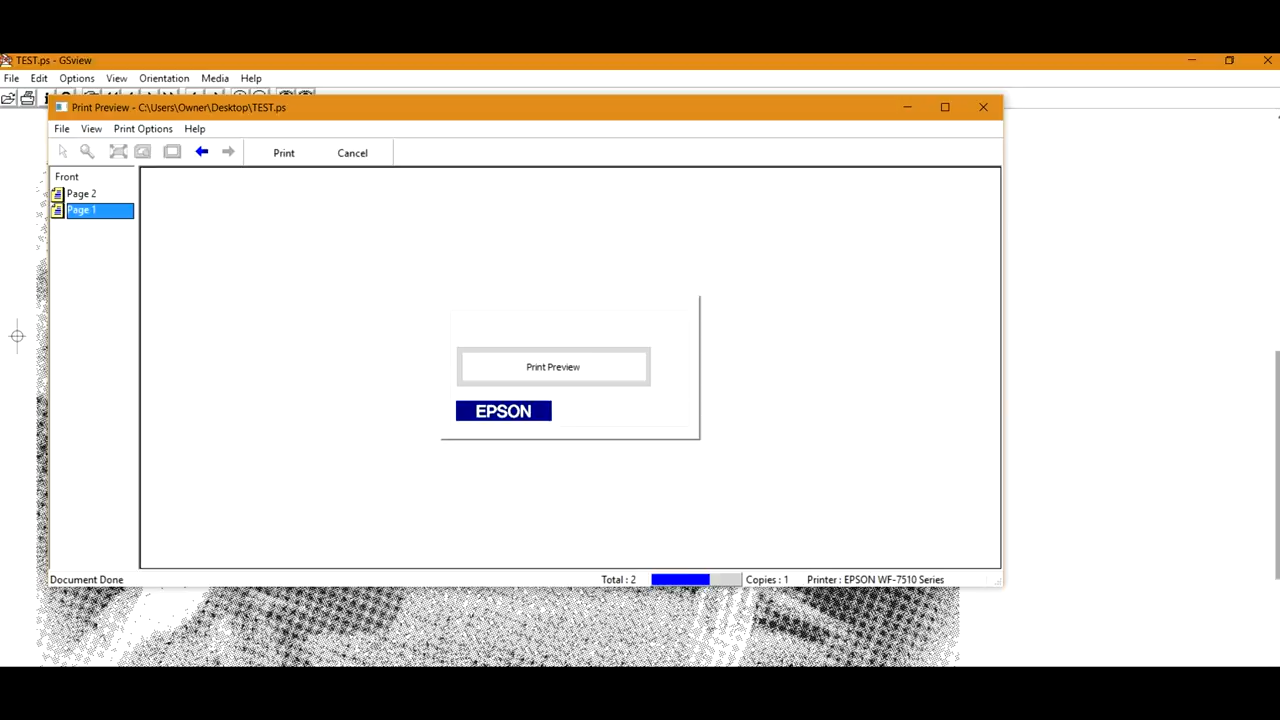 TEST.ps - GSview
File Edit Options View Orientation Media Help
Print Preview - C:\Users\Owner\Desktop\TEST.ps
File View Print Options Help
Print Cancel
Front
Page 2
Page 1
Print Preview
EPSON
Document Done Total : 2 Copies : 1 Printer : EPSON WF-7510 Series